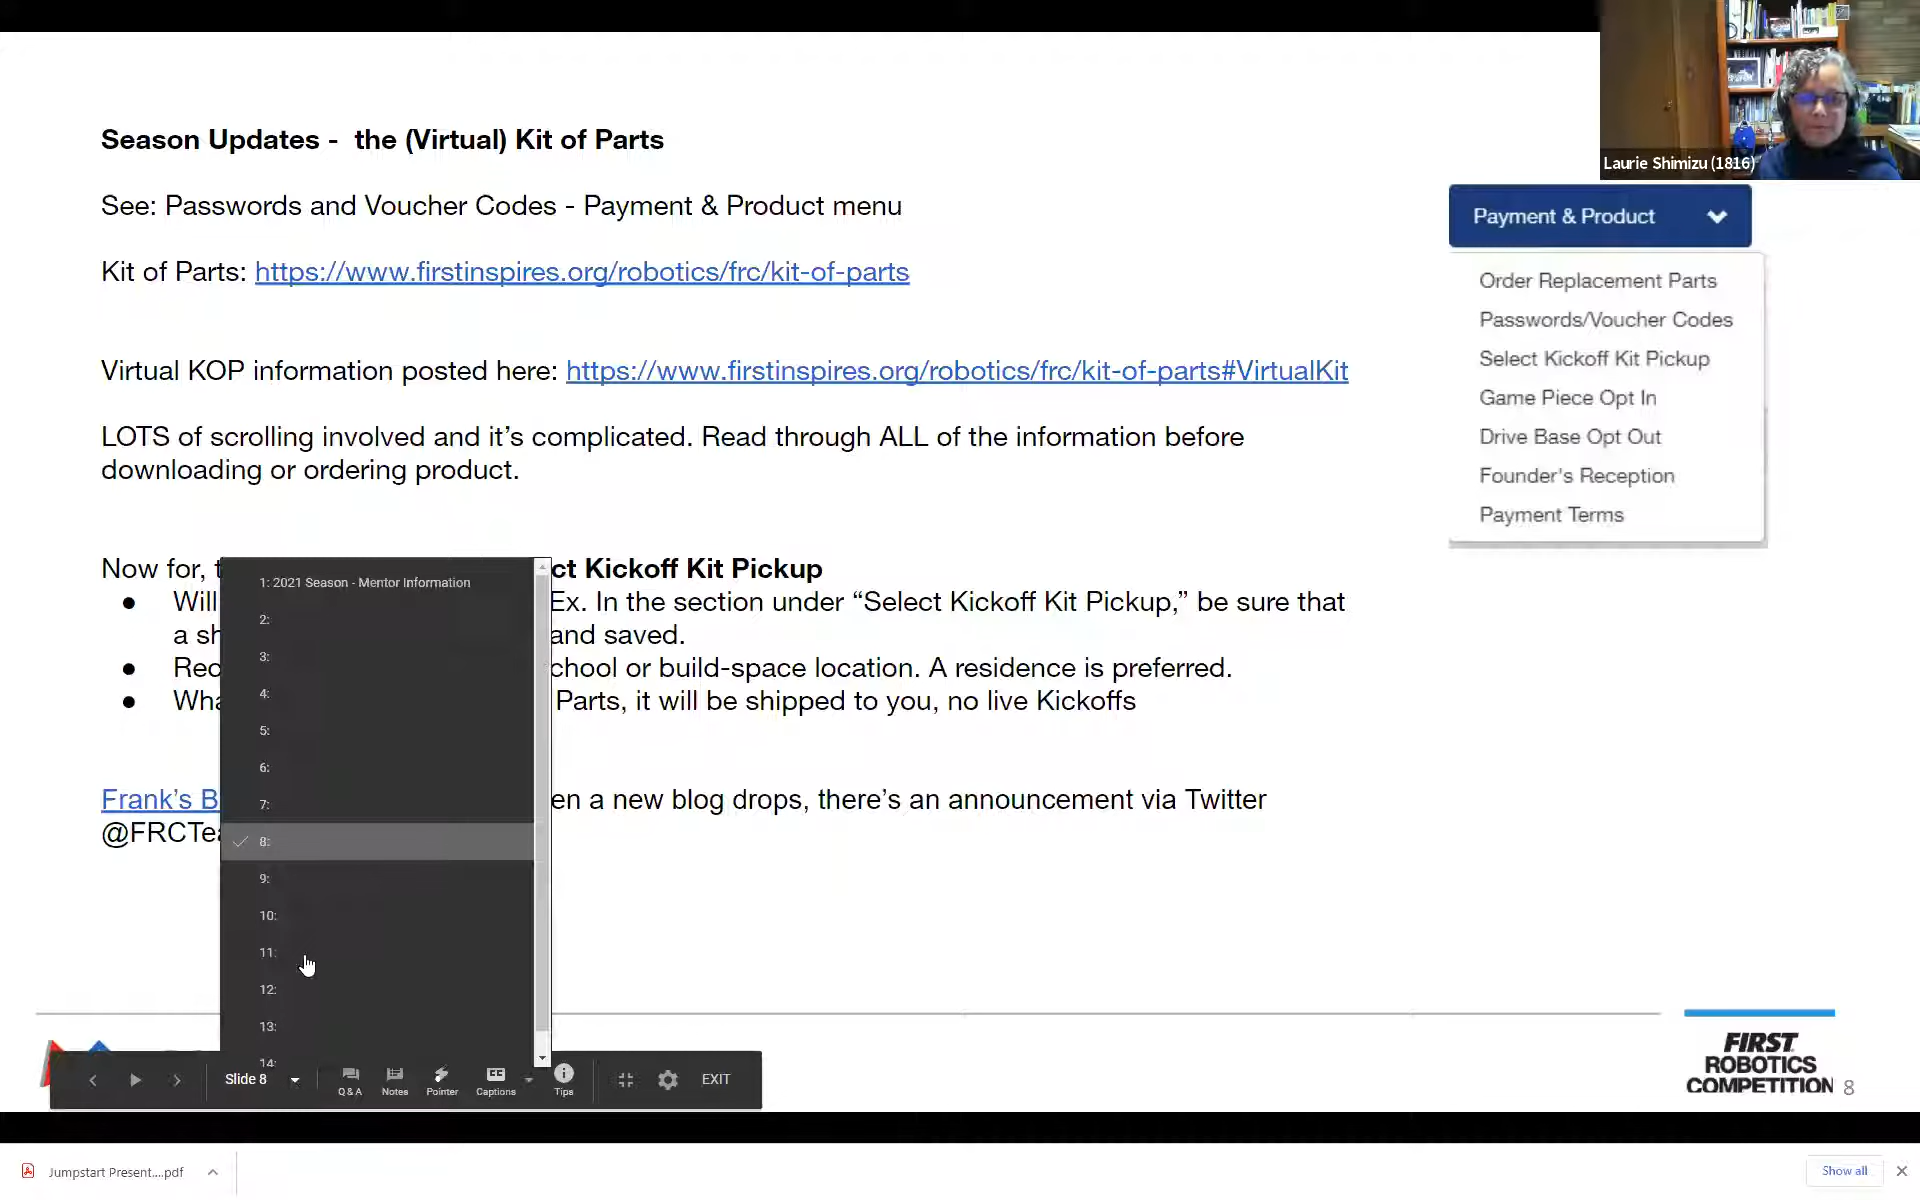 Season Updates -  the (Virtual) Kit of Parts
Laurie Shimizu (1816)
See: Passwords and Voucher Codes - Payment & Product menu
Kit of Parts: https://www.firstinspires.org/robotics/frc/kit-of-parts
Virtual KOP information posted here: https://www.firstinspires.org/robotics/frc/kit-of-parts#VirtualKit
LOTS of scrolling involved and it's complicated. Read through ALL of the information before
downloading or ordering product.
Payment & Product
Order Replacement Parts
Passwords/Voucher Codes
Select Kickoff Kit Pickup
Game Piece Opt In
Drive Base Opt Out
Founder's Reception
Payment Terms
Now for, ct Kickoff Kit Pickup
● Will Ex. In the section under “Select Kickoff Kit Pickup,” be sure that
a sh and saved.
● Rec chool or build-space location. A residence is preferred.
● Wha Parts, it will be shipped to you, no live Kickoffs
Frank's B en a new blog drops, there's an announcement via Twitter
@FRCTea
1: 2021 Season - Mentor Information
2:
3:
4:
5:
6:
7:
8:
9:
10:
11:
12:
13:
14:
Slide 8
Q & A
Notes
Pointer
Captions
Tips
EXIT
FIRST
ROBOTICS
COMPETITION
8
Jumpstart Present....pdf
Show all